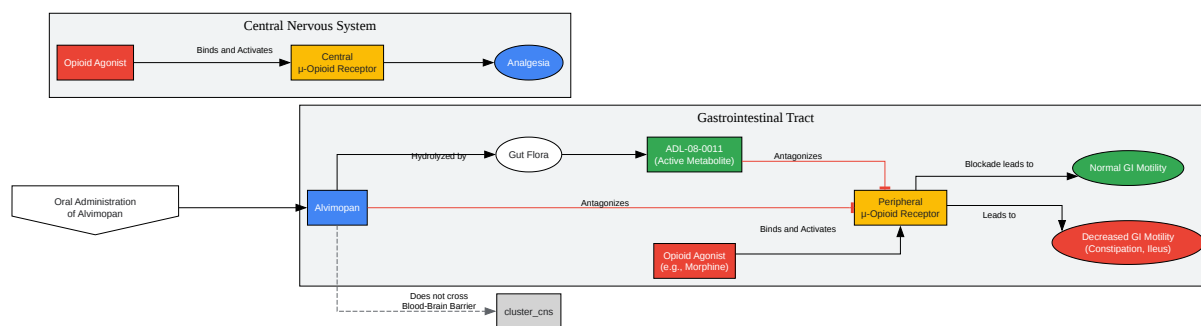 Central Nervous System
Opioid Agonist
Binds and Activates
Central
μ-Opioid Receptor
Analgesia
Gastrointestinal Tract
Hydrolyzed by
Gut Flora
ADL-08-0011
(Active Metabolite)
Antagonizes
Blockade leads to
Normal GI Motility
Oral Administration
of Alvimopan
Alvimopan
Antagonizes
Peripheral
μ-Opioid Receptor
Leads to
Binds and Activates
Decreased GI Motility
(Constipation, Ileus)
Opioid Agonist
(e.g., Morphine)
Does not cross
Blood-Brain Barrier
cluster_cns